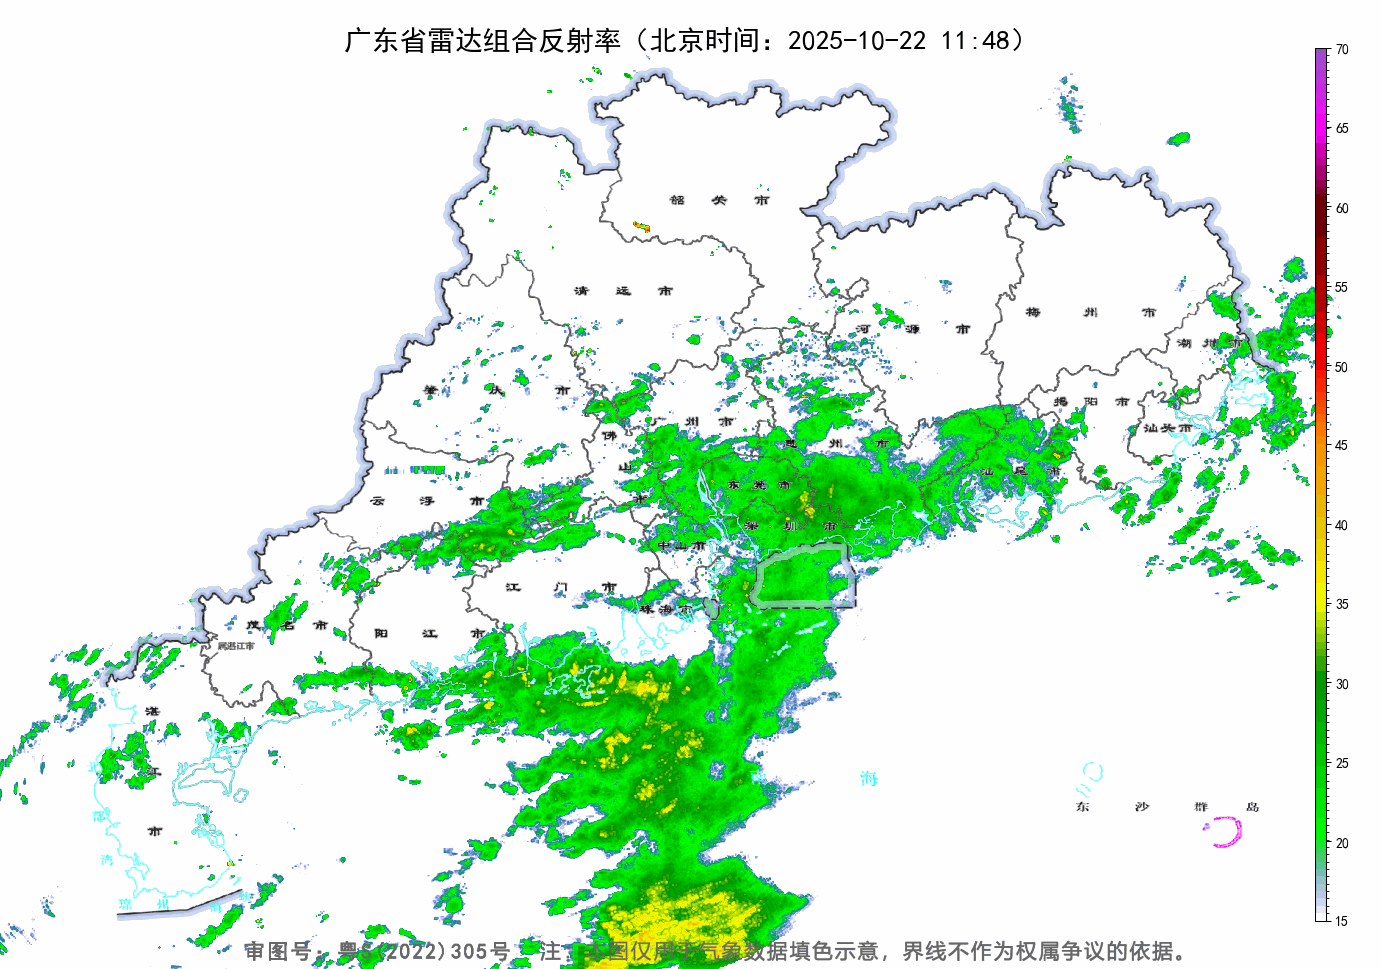 广东省雷达组合反射率（北京时间：2025-10-22 11:48）
70
65
60
55
50
45
40
35
30
25
20
15
韶关市
清远市
河源市
梅州市
潮州市
肇庆市
揭阳市
汕头市
广州市
佛山市
惠州市
汕尾市
东莞市
云浮市
深圳市
中山市
江门市
珠海市
茂名市
阳江市
属湛江市
湛江市
海
东沙群岛
湾
琼州海峡
审图号：粤S(2022)305号 注：本图仅用于气象数据填色示意，界线不作为权属争议的依据。